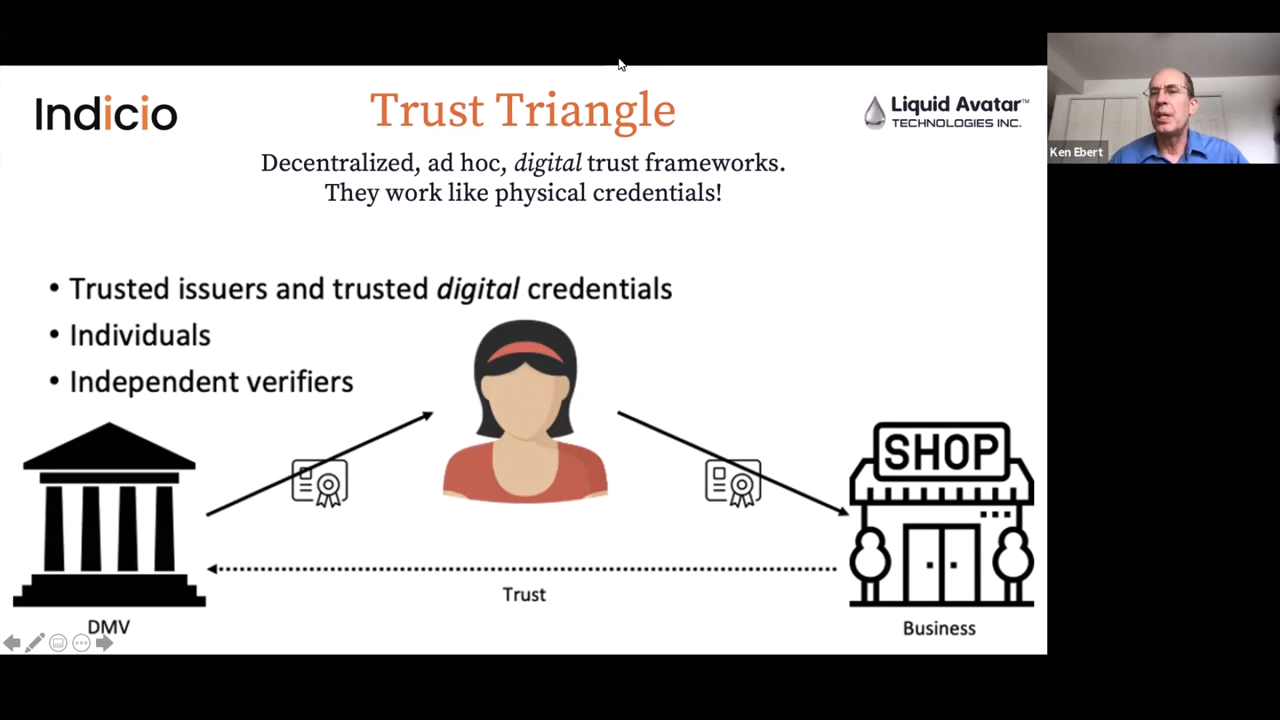 Indicio
Trust Triangle
Liquid Avatar™
TECHNOLOGIES INC.
Decentralized, ad hoc, digital trust frameworks.
They work like physical credentials!
Ken Ebert
• Trusted issuers and trusted digital credentials
• Individuals
• Independent verifiers
SHOP
Trust
DMV
Business